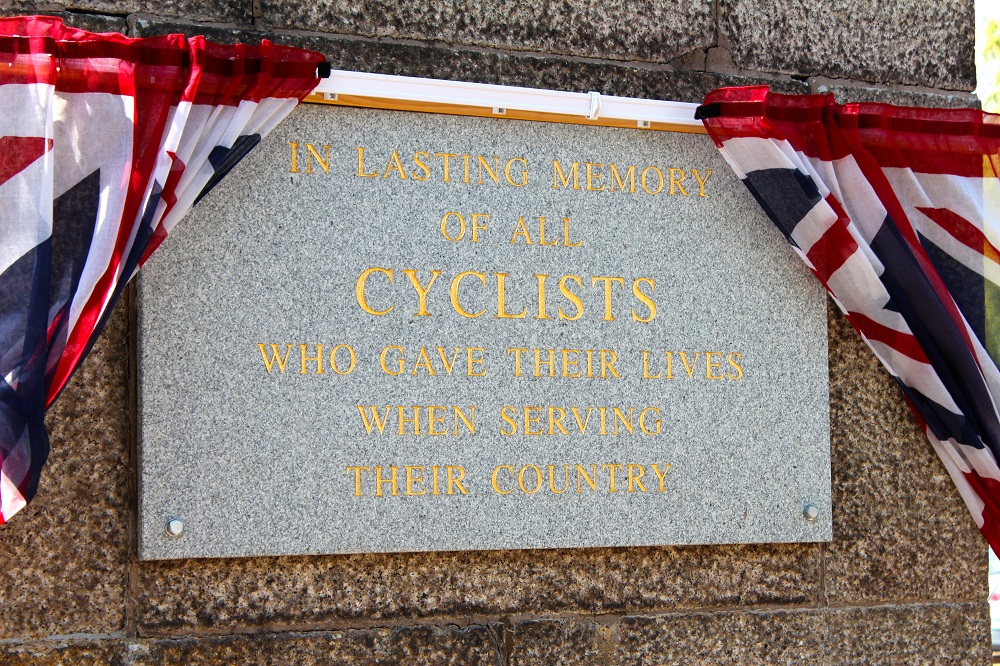 IN LASTING MEMORY
OF ALL
CYCLISTS
WHO GAVE THEIR LIVES
WHEN SERVING
THEIR COUNTRY